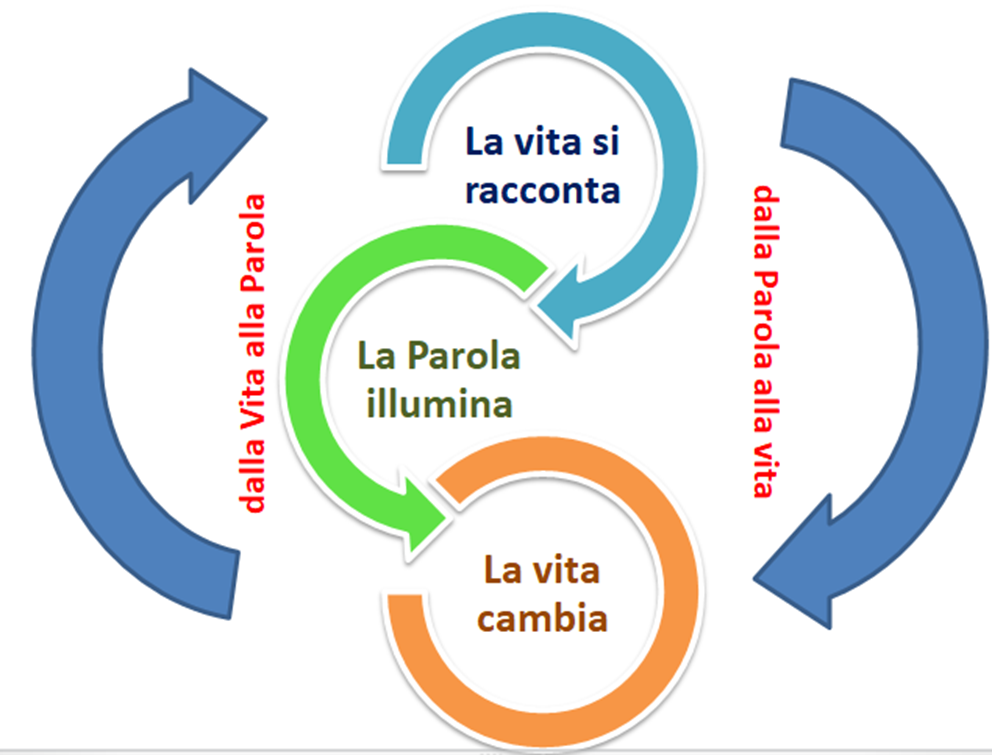 La vita si
racconta
dalla Vita alla Parola
dalla Parola alla vita
La Parola
illumina
La vita
cambia